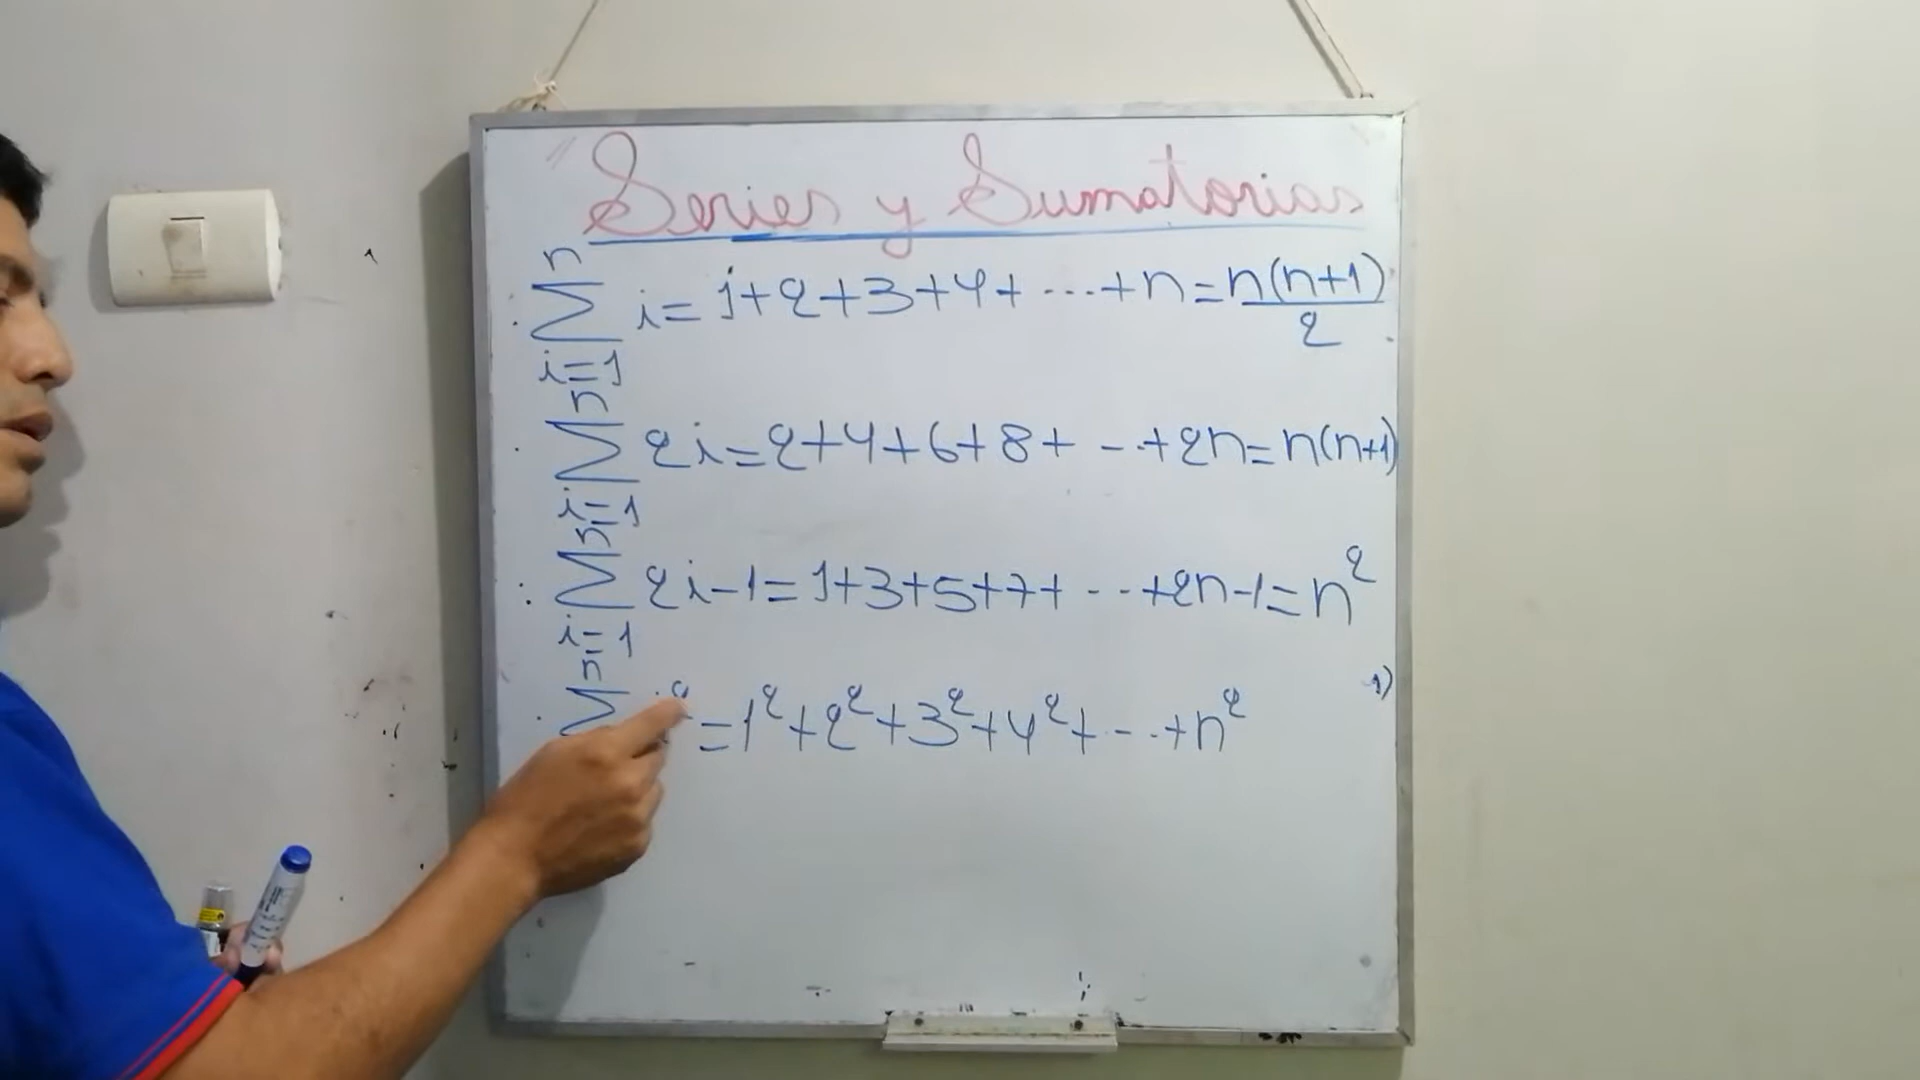 Series y Sumatorias
n
∑ i = 1+2+3+4+ ...+n = n(n+1)/2
i=1
n
∑ 2i = 2+4+6+8+ ...+2n = n(n+1)
i=1
n
∑ 2i-1 = 1+3+5+7+ ...+2n-1 = n²
i=1
n
∑ i² = 1²+2²+3²+4²+ ...+n²
1)